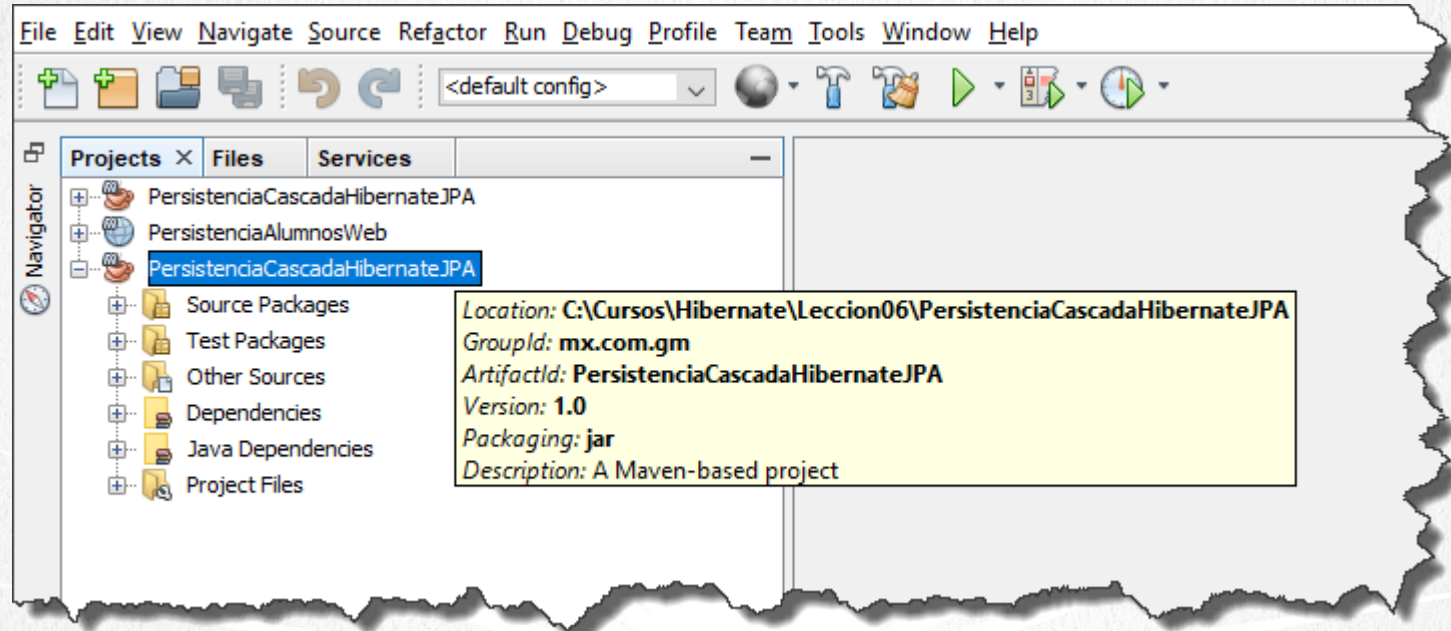 File Edit View Navigate Source Refactor Run Debug Profile Team Tools Window Help
<default config>
Projects Files Services
Navigator
PersistenciaCascadaHibernateJPA
PersistenciaAlumnosWeb
PersistenciaCascadaHibernateJPA
Source Packages
Test Packages
Other Sources
Dependencies
Java Dependencies
Project Files
Location: C:\Cursos\Hibernate\Leccion06\PersistenciaCascadaHibernateJPA
GroupId: mx.com.gm
ArtifactId: PersistenciaCascadaHibernateJPA
Version: 1.0
Packaging: jar
Description: A Maven-based project